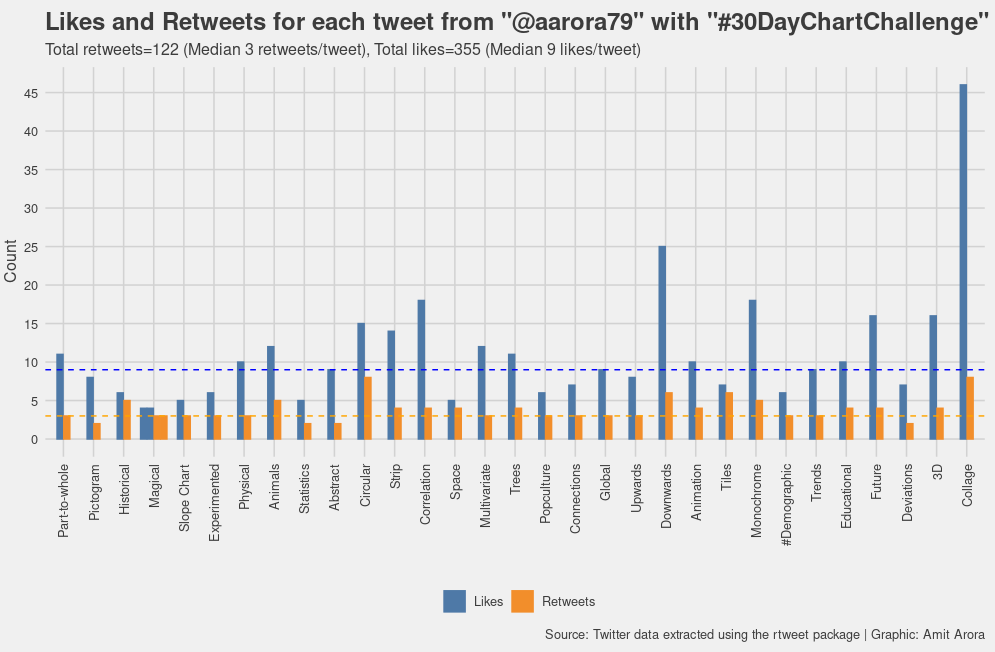 Likes and Retweets for each tweet from "@aarora79" with "#30DayChartChallenge"
Total retweets=122 (Median 3 retweets/tweet), Total likes=355 (Median 9 likes/tweet)
Count
45
40
35
30
25
20
15
10
5
0
Part-to-whole
Pictogram
Historical
Magical
Slope Chart
Experimented
Physical
Animals
Statistics
Abstract
Circular
Strip
Correlation
Space
Multivariate
Trees
Popculture
Connections
Global
Upwards
Downwards
Animation
Tiles
Monochrome
#Demographic
Trends
Educational
Future
Deviations
3D
Collage
Likes
Retweets
Source: Twitter data extracted using the rtweet package | Graphic: Amit Arora